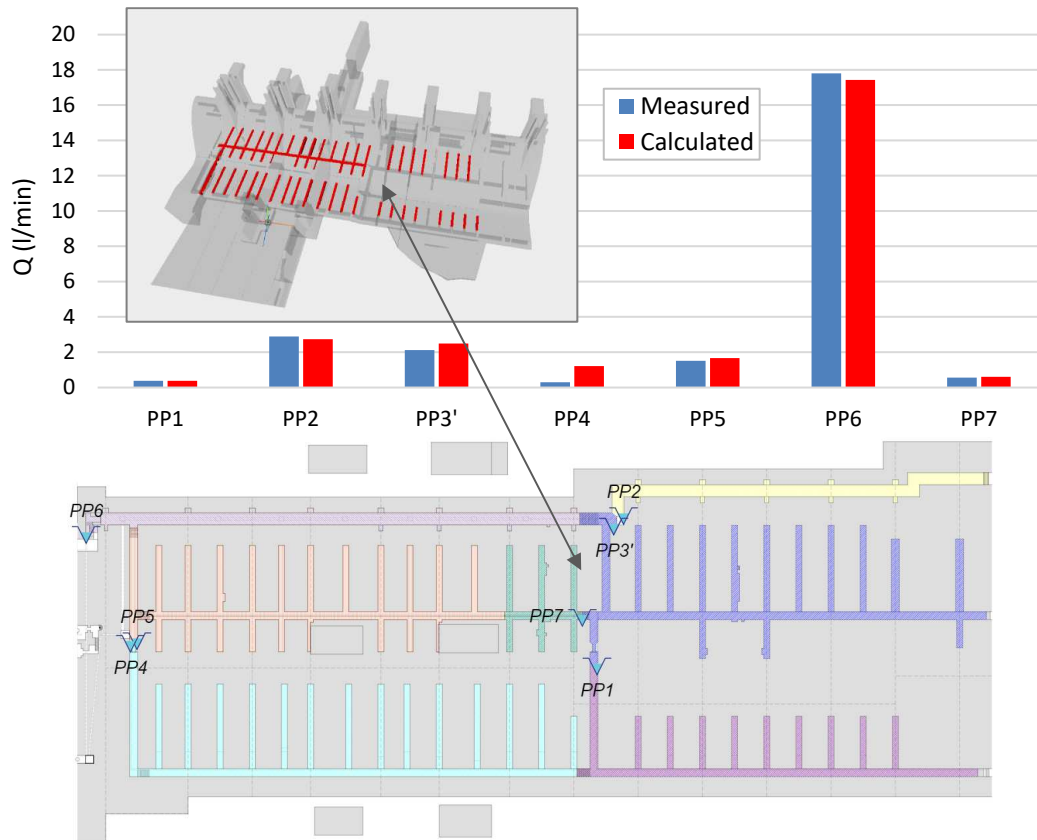 20
18
16
14
12
10
8
6
4
2
0
Q (l/min)
Measured
Calculated
PP1 PP2 PP3' PP4 PP5 PP6 PP7
PP6
PP2
PP3'
PP5
PP7
PP4
PP1